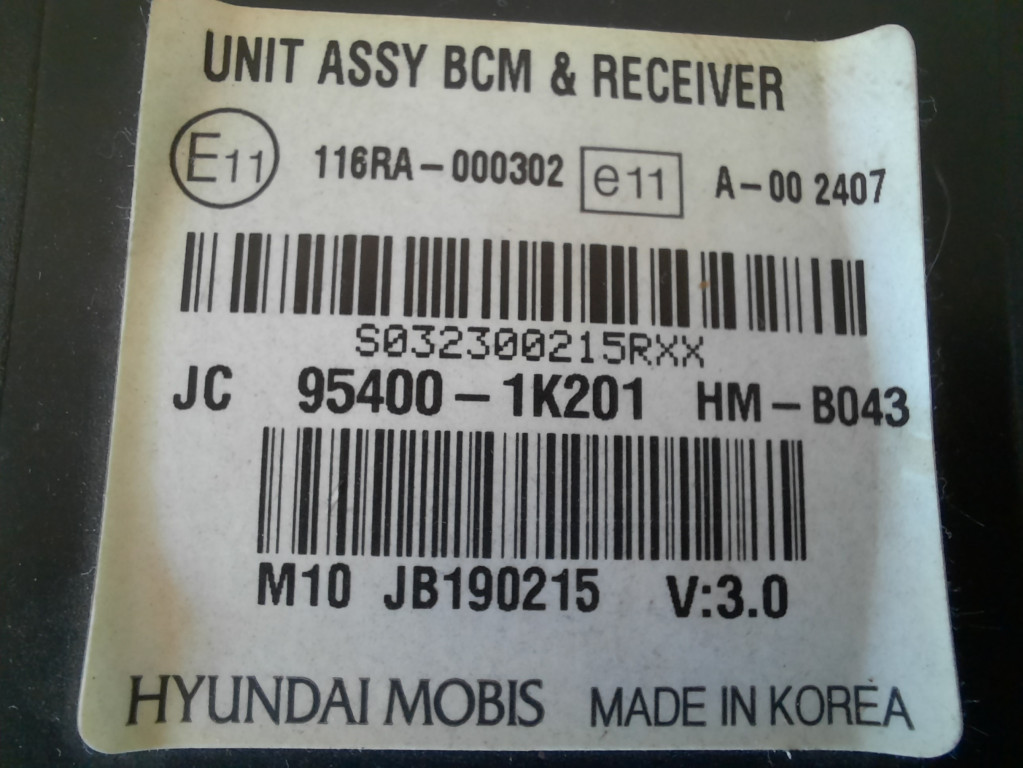 UNIT ASSY BCM & RECEIVER
E11 116RA-000302 e11 A-00 2407
S032300215RXX
JC 95400-1K201 HM-B043
M10 JB190215 V:3.0
HYUNDAI MOBIS MADE IN KOREA